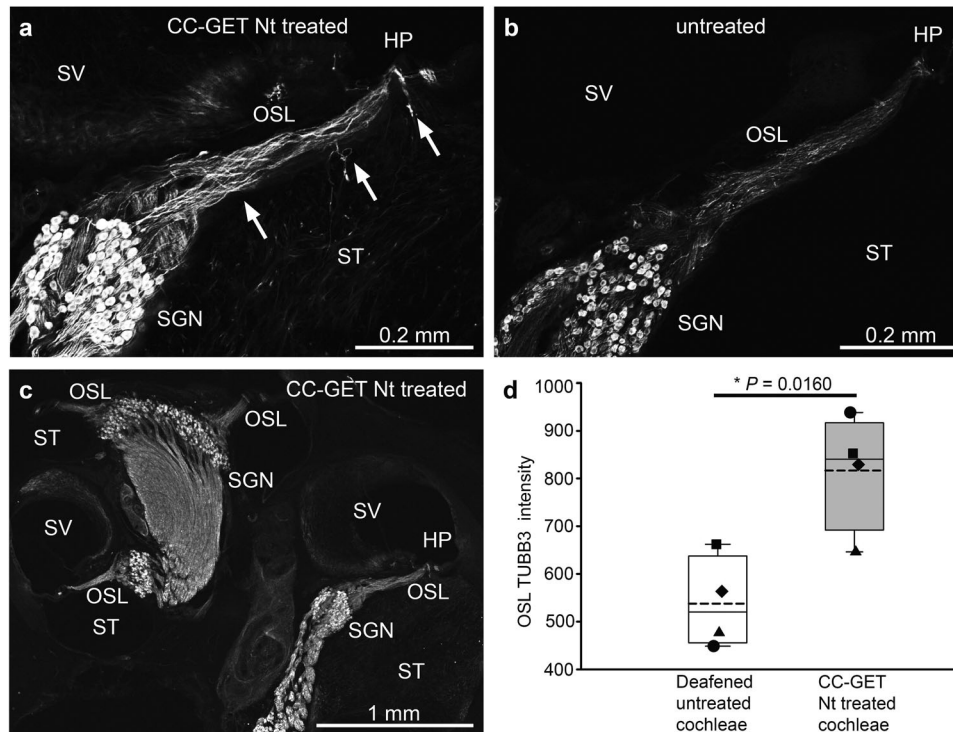 a CC-GET Nt treated
HP
SV
OSL
ST
SGN
0.2 mm
b untreated
HP
SV
OSL
ST
SGN
0.2 mm
c OSL CC-GET Nt treated
ST OSL
SGN
SV SV
HP
OSL OSL
ST SGN
ST
1 mm
d
* P = 0.0160
1000
900
800
700
600
500
400
OSL TUBB3 intensity
Deafened
untreated
cochleae
CC-GET
Nt treated
cochleae